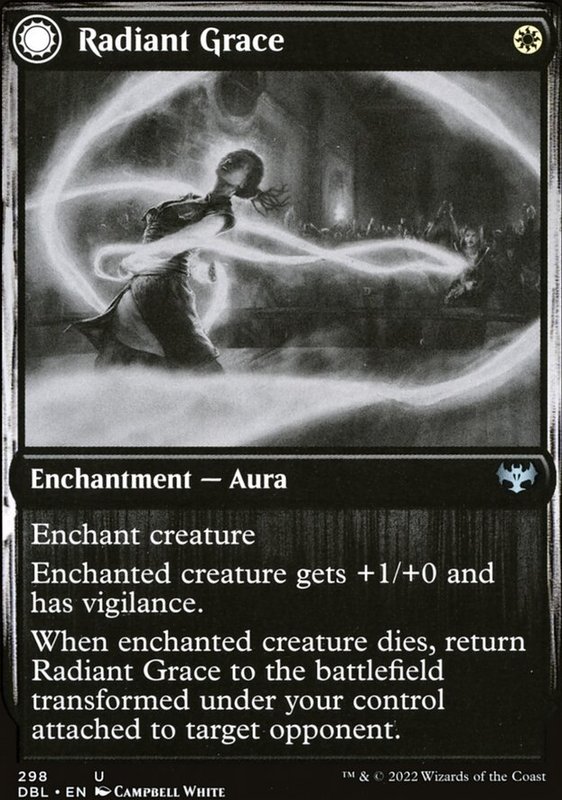 Radiant Grace
Enchantment — Aura
Enchant creature
Enchanted creature gets +1/+0 and
has vigilance.
When enchanted creature dies, return
Radiant Grace to the battlefield
transformed under your control
attached to target opponent.
298 U
DBL • EN CAMPBELL WHITE
™ & © 2022 Wizards of the Coast